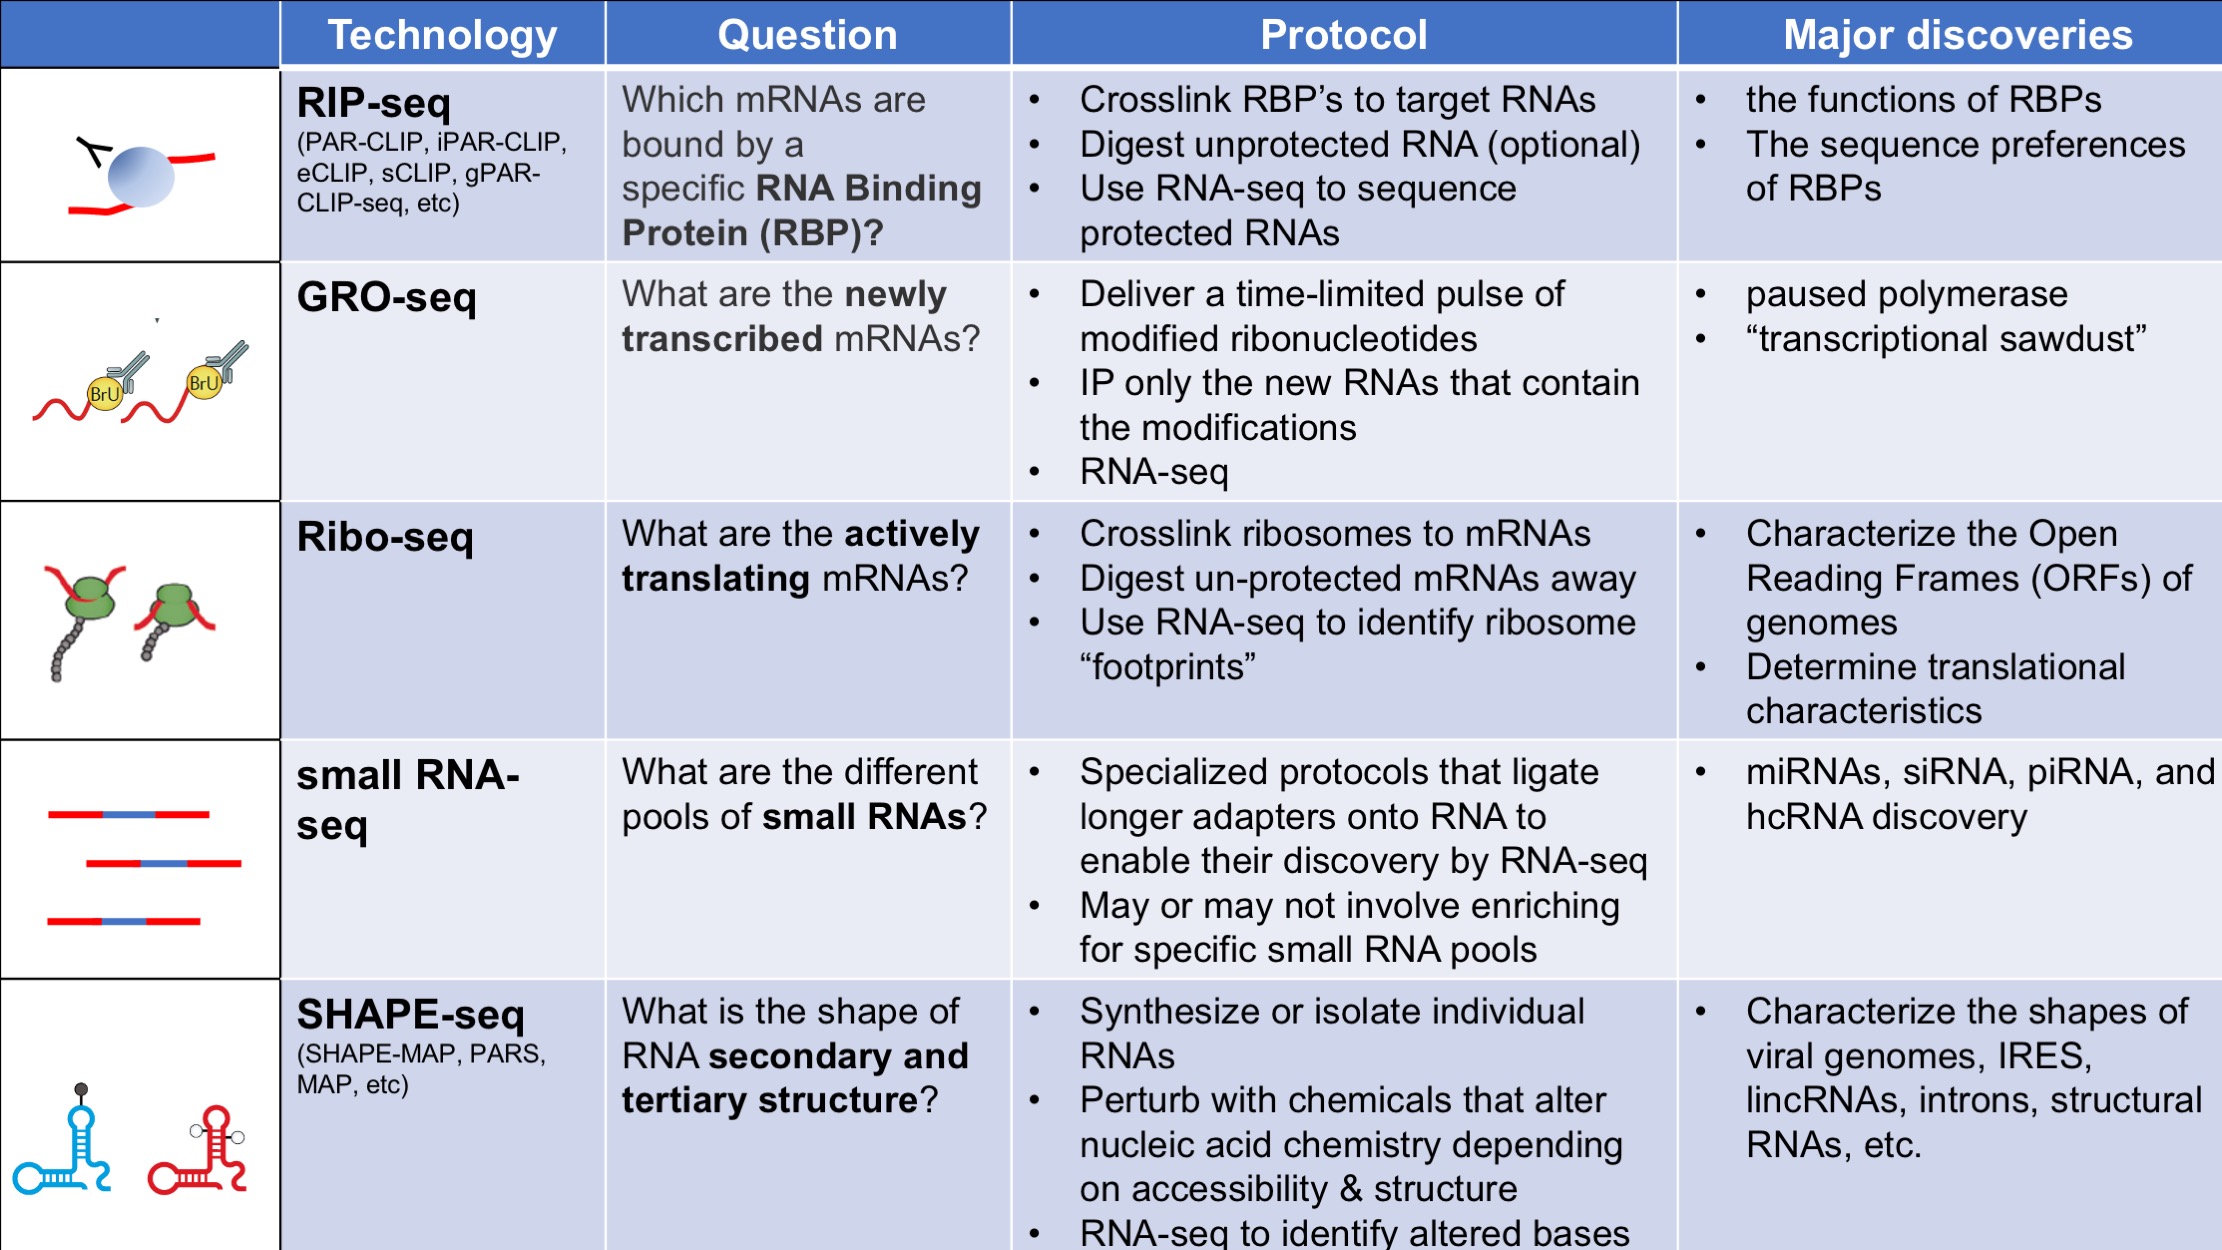 Technology Question Protocol Major discoveries
RIP-seq
(PAR-CLIP, iPAR-CLIP,
eCLIP, sCLIP, gPAR-
CLIP-seq, etc)
Which mRNAs are
bound by a
specific RNA Binding
Protein (RBP)?
• Crosslink RBP’s to target RNAs
• Digest unprotected RNA (optional)
• Use RNA-seq to sequence
protected RNAs
• the functions of RBPs
• The sequence preferences
of RBPs
BrU
BrU
GRO-seq
What are the newly
transcribed mRNAs?
• Deliver a time-limited pulse of
modified ribonucleotides
• IP only the new RNAs that contain
the modifications
• RNA-seq
• paused polymerase
• “transcriptional sawdust”
Ribo-seq
What are the actively
translating mRNAs?
• Crosslink ribosomes to mRNAs
• Digest un-protected mRNAs away
• Use RNA-seq to identify ribosome
“footprints”
• Characterize the Open
Reading Frames (ORFs) of
genomes
• Determine translational
characteristics
small RNA-
seq
What are the different
pools of small RNAs?
• Specialized protocols that ligate
longer adapters onto RNA to
enable their discovery by RNA-seq
• May or may not involve enriching
for specific small RNA pools
• miRNAs, siRNA, piRNA, and
hcRNA discovery
SHAPE-seq
(SHAPE-MAP, PARS,
MAP, etc)
What is the shape of
RNA secondary and
tertiary structure?
• Synthesize or isolate individual
RNAs
• Perturb with chemicals that alter
nucleic acid chemistry depending
on accessibility & structure
• RNA-seq to identify altered bases
• Characterize the shapes of
viral genomes, IRES,
lincRNAs, introns, structural
RNAs, etc.